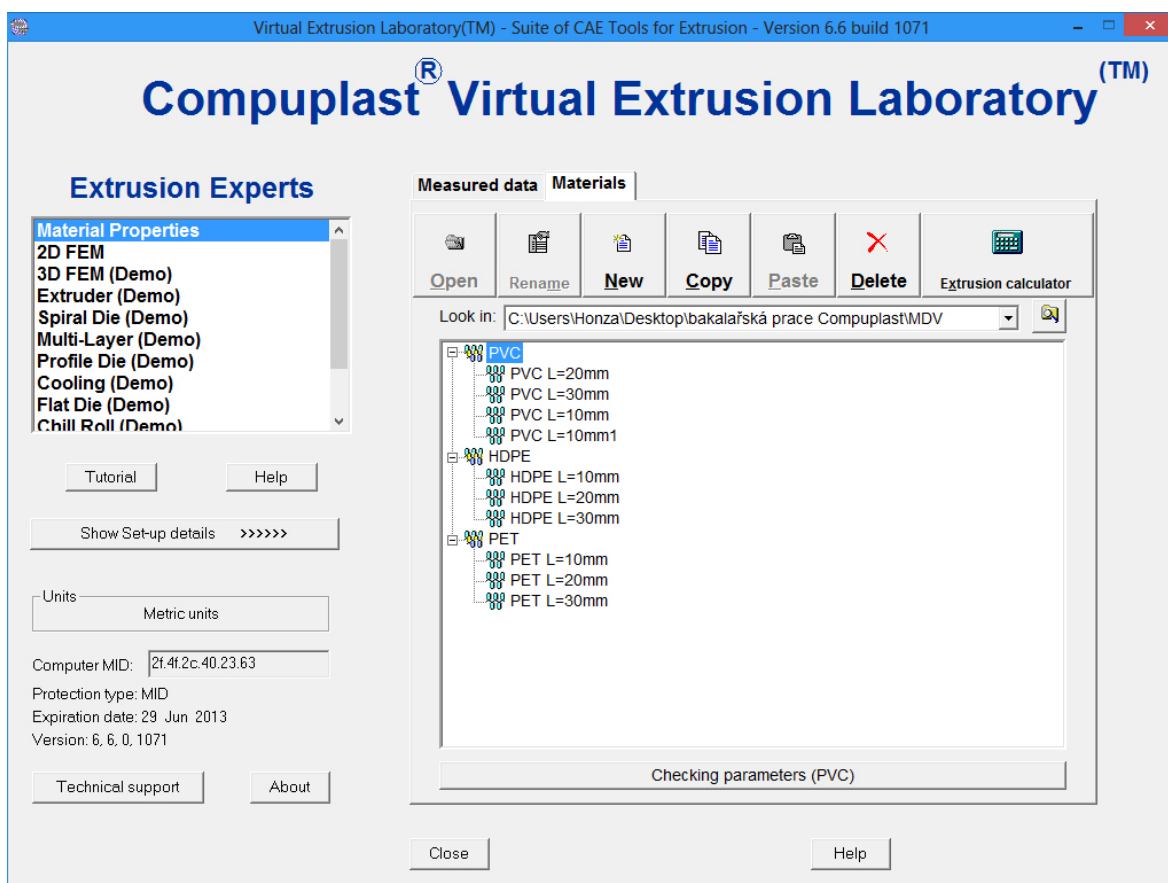 Virtual Extrusion Laboratory(TM) - Suite of CAE Tools for Extrusion - Version 6.6 build 1071
Compuplast® Virtual Extrusion Laboratory(TM)
Extrusion Experts
Material Properties
2D FEM
3D FEM (Demo)
Extruder (Demo)
Spiral Die (Demo)
Multi-Layer (Demo)
Profile Die (Demo)
Cooling (Demo)
Flat Die (Demo)
Chill Roll (Demo)
Tutorial
Help
Show Set-up details >>>>>>
Units
Metric units
Computer MID: 2f.4f.2c.40.23.63
Protection type: MID
Expiration date: 29 Jun 2013
Version: 6, 6, 0, 1071
Technical support
About
Measured data Materials
Open Rename New Copy Paste Delete Extrusion calculator
Look in: C:\Users\Honza\Desktop\bakalařská prace Compuplast\MDV
PVC
PVC L=20mm
PVC L=30mm
PVC L=10mm
PVC L=10mm1
HDPE
HDPE L=10mm
HDPE L=20mm
HDPE L=30mm
PET
PET L=10mm
PET L=20mm
PET L=30mm
Checking parameters (PVC)
Close
Help